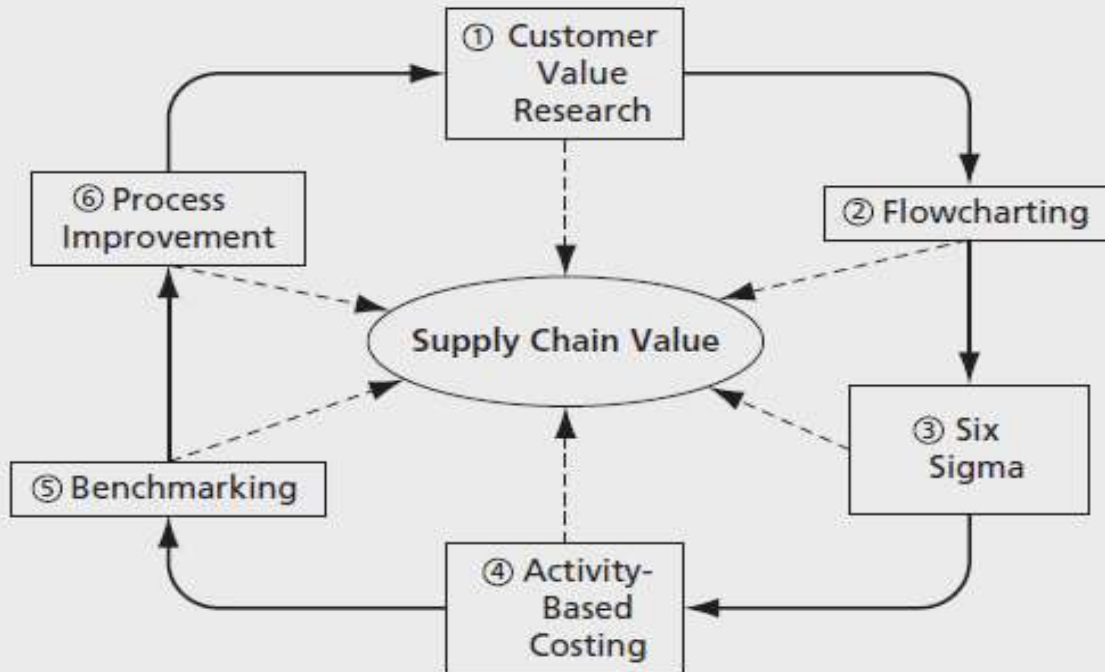 ① Customer
Value
Research
② Flowcharting
③ Six
Sigma
④ Activity-
Based
Costing
⑤ Benchmarking
⑥ Process
Improvement
Supply Chain Value